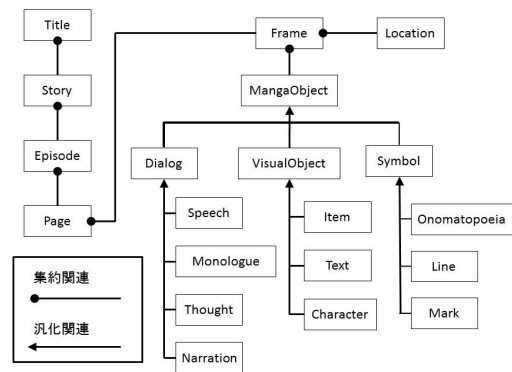 Title
Story
Episode
Page
Frame
Location
MangaObject
Dialog
VisualObject
Symbol
Speech
Monologue
Thought
Narration
Item
Text
Character
Onomatopoeia
Line
Mark
集約関連
汎化関連